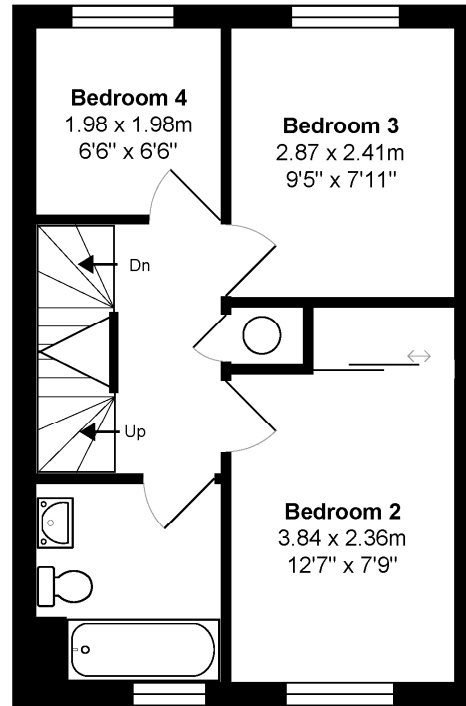 Bedroom 4
1.98 x 1.98m
6'6" x 6'6"
Bedroom 3
2.87 x 2.41m
9'5" x 7'11"
Dn
Up
Bedroom 2
3.84 x 2.36m
12'7" x 7'9"